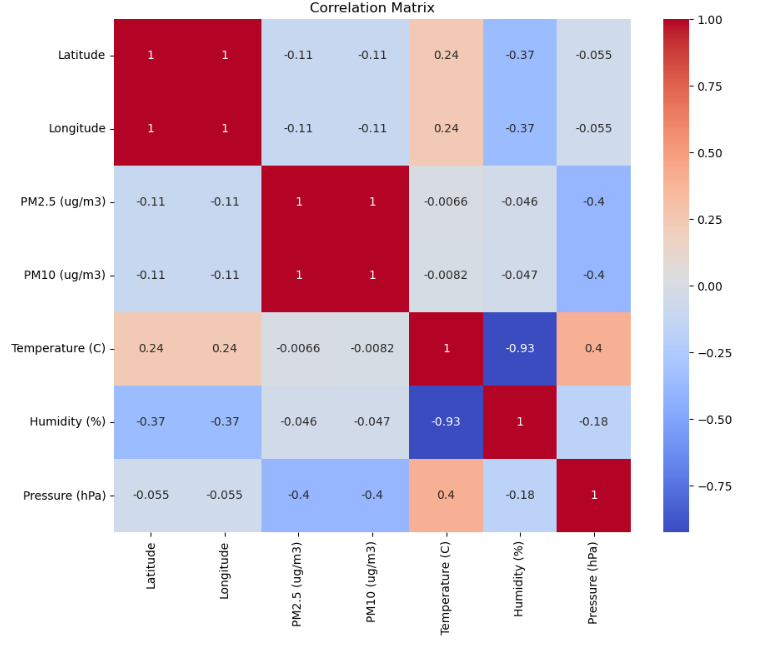 Correlation Matrix
Latitude 1 1 -0.11 -0.11 0.24 -0.37 -0.055
Longitude 1 1 -0.11 -0.11 0.24 -0.37 -0.055
PM2.5 (ug/m3) -0.11 -0.11 1 1 -0.0066 -0.046 -0.4
PM10 (ug/m3) -0.11 -0.11 1 1 -0.0082 -0.047 -0.4
Temperature (C) 0.24 0.24 -0.0066 -0.0082 1 -0.93 0.4
Humidity (%) -0.37 -0.37 -0.046 -0.047 -0.93 1 -0.18
Pressure (hPa) -0.055 -0.055 -0.4 -0.4 0.4 -0.18 1
Latitude
Longitude
PM2.5 (ug/m3)
PM10 (ug/m3)
Temperature (C)
Humidity (%)
Pressure (hPa)
1.00
0.75
0.50
0.25
0.00
−0.25
−0.50
−0.75